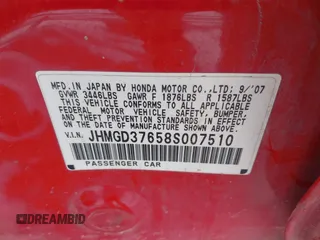 MFD. IN JAPAN BY HONDA MOTOR CO.,LTD; 9/'07
GVWR 3446LBS GAWR F 1876LBS R 1587LBS
THIS VEHICLE CONFORMS TO ALL APPLICABLE
FEDERAL MOTOR VEHICLE SAFETY, BUMPER, AND
THEFT PREVENTION STANDARDS IN EFFECT ON
THE DATE OF MANUFACTURE SHOWN ABOVE.
V.I.N. JHMGD37658S007510
PASSENGER CAR
DREAMBID